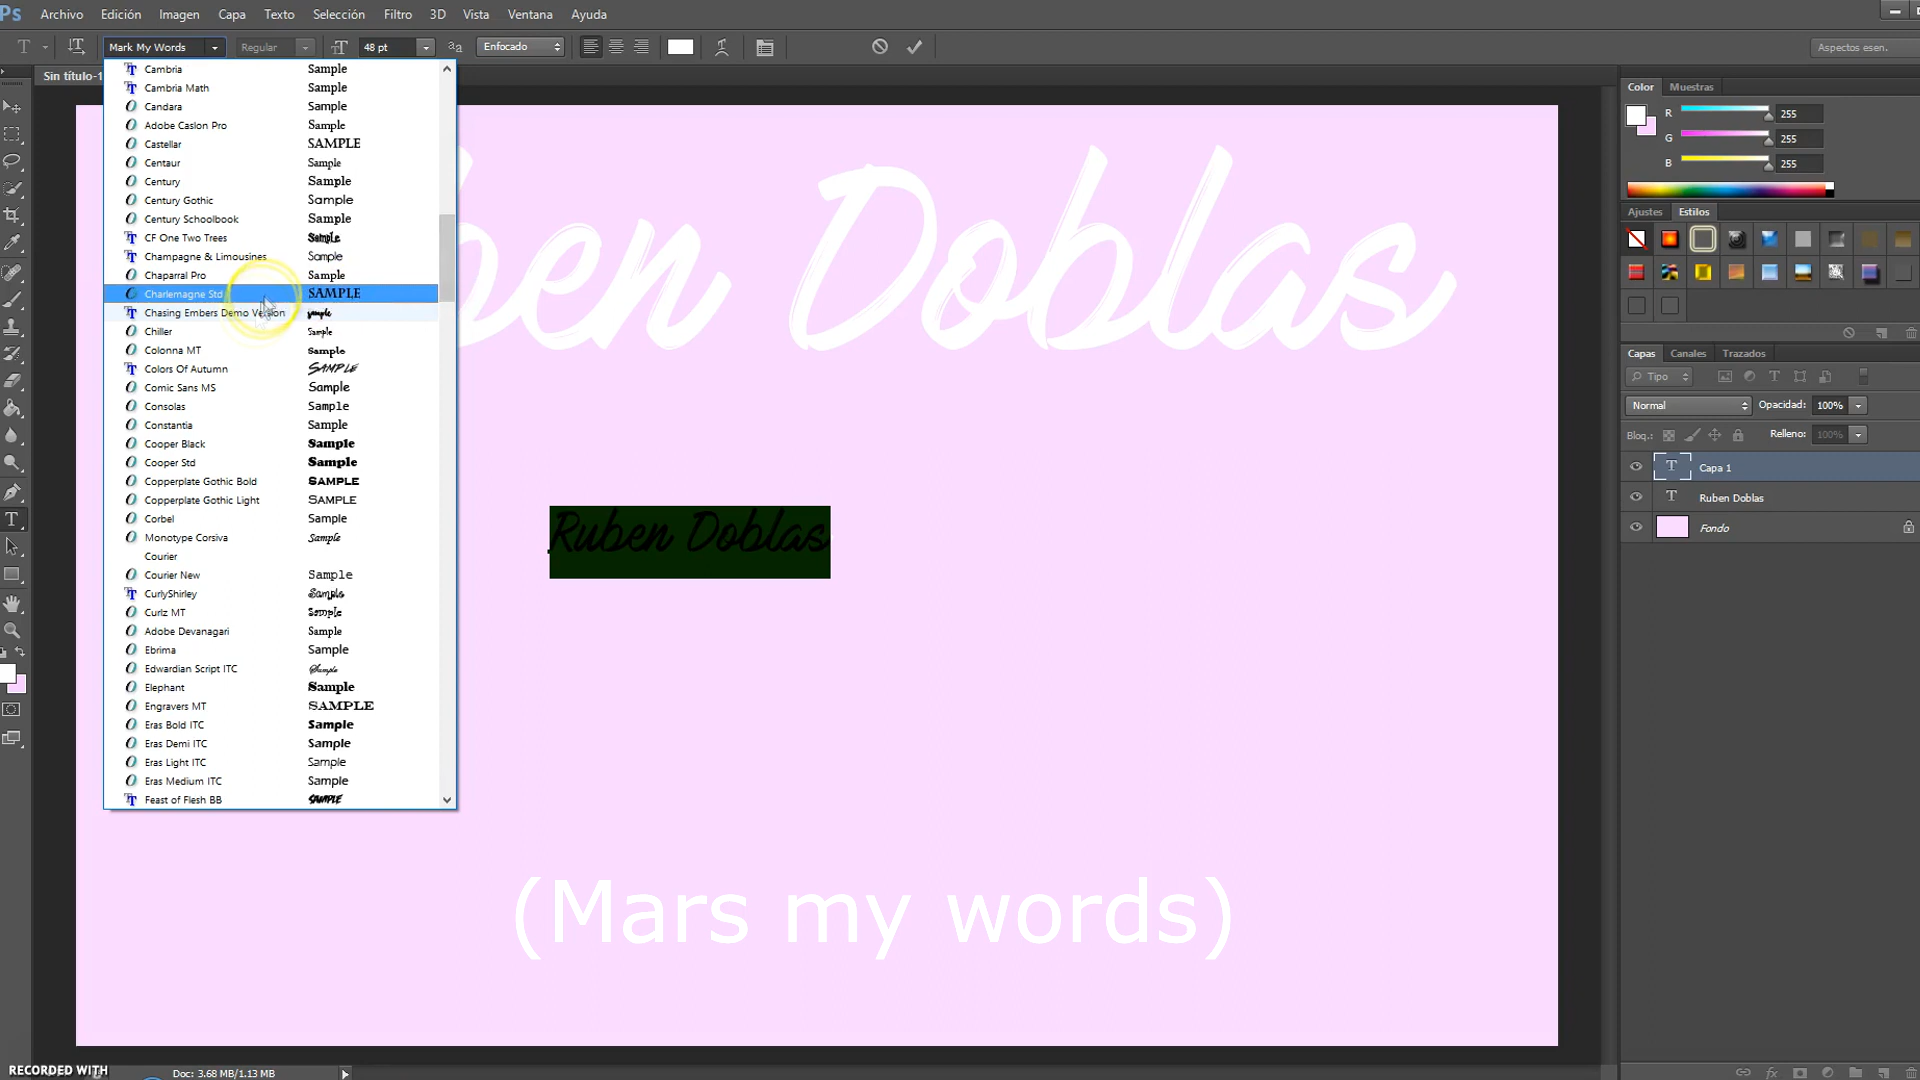 Ps Archivo Edición Imagen Capa Texto Selección Filtro 3D Vista Ventana Ayuda
T Mark My Words Regular 48 pt Enfocado Aspectos esen.
Sin título-1
Cambria Sample
Cambria Math Sample
Candara Sample
Adobe Caslon Pro Sample
Castellar SAMPLE
Centaur Sample
Century Sample
Century Gothic Sample
Century Schoolbook Sample
CF One Two Trees Sample
Champagne & Limousines Sample
Chaparral Pro Sample
Charlemagne Std SAMPLE
Chasing Embers Demo Version Sample
Chiller Sample
Colonna MT Sample
Colors Of Autumn SAMPLE
Comic Sans MS Sample
Consolas Sample
Constantia Sample
Cooper Black Sample
Cooper Std Sample
Copperplate Gothic Bold SAMPLE
Copperplate Gothic Light SAMPLE
Corbel Sample
Monotype Corsiva Sample
Courier
Courier New Sample
CurlyShirley Sample
Curlz MT Sample
Adobe Devanagari Sample
Ebrima Sample
Edwardian Script ITC Sample
Elephant Sample
Engravers MT SAMPLE
Eras Bold ITC Sample
Eras Demi ITC Sample
Eras Light ITC Sample
Eras Medium ITC Sample
Feast of Flesh BB SAMPLE
ben Doblas
Ruben Doblas
(Mars my words)
Color Muestras
R 255
G 255
B 255
Ajustes Estilos
Capas Canales Trazados
Tipo
Normal Opacidad: 100%
Bloq.: Relleno: 100%
T Capa 1
T Ruben Doblas
Fondo
RECORDED WITH
Doc: 3.68 MB/1.13 MB